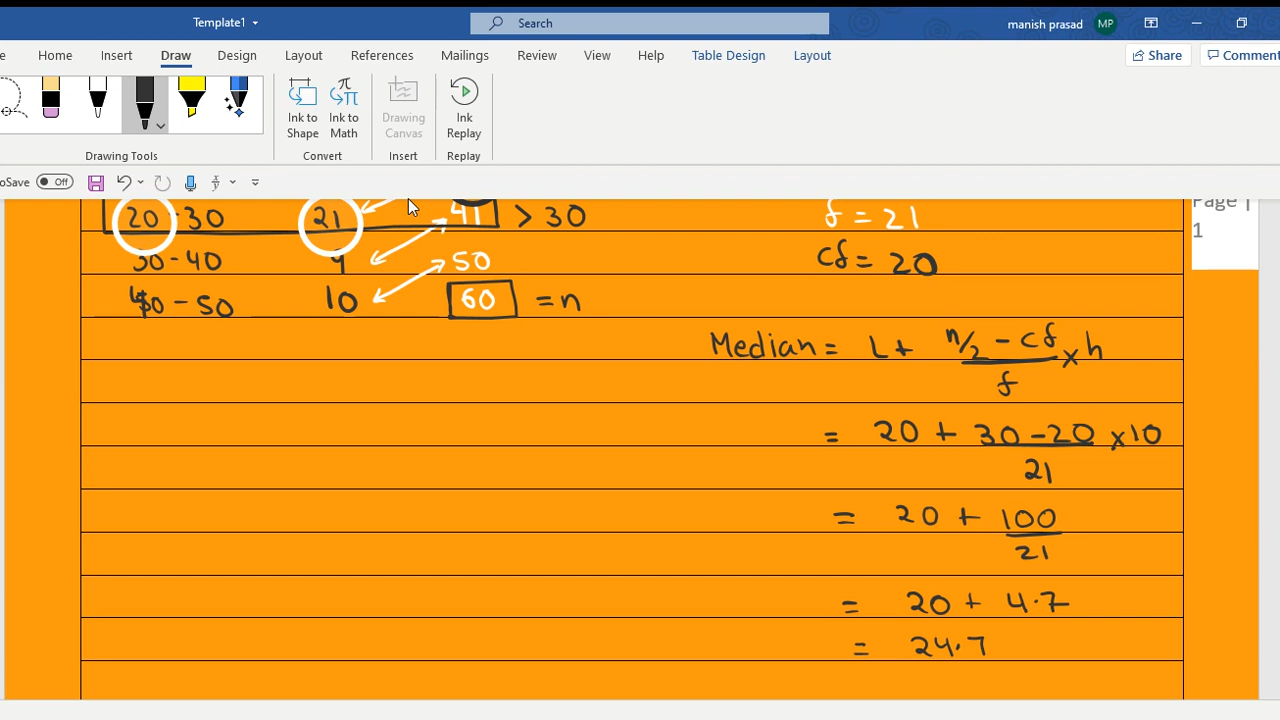 Template1
Search
manish prasad MP
Home Insert Draw Design Layout References Mailings Review View Help Table Design Layout Share Comment
Ink to Shape
Ink to Math
Drawing Canvas
Ink Replay
Drawing Tools Convert Insert Replay
oSave Off
Page |
1
20 - 30 21 41 > 30 f = 21
30 - 40 9 50 cf = 20
40 - 50 10 60 = n
Median = L + n/2 - cf / f × h
= 20 + 30 - 20 / 21 × 10
= 20 + 100 / 21
= 20 + 4.7
= 24.7